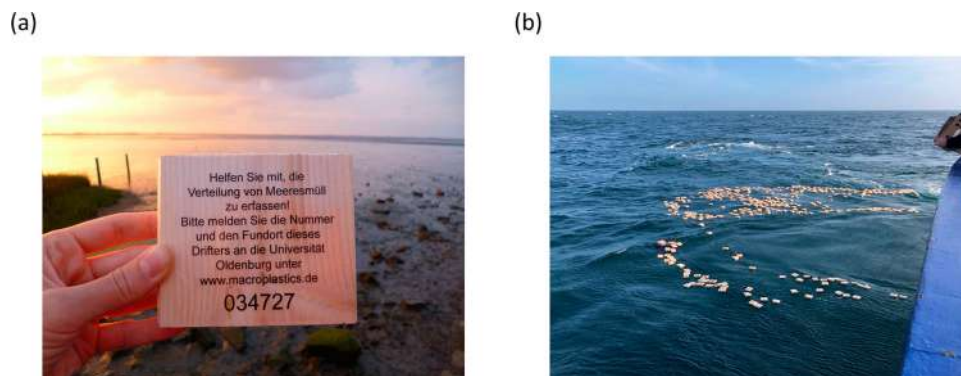 (a)
(b)
Helfen Sie mit, die
Verteilung von Meeresmüll
zu erfassen!
Bitte melden Sie die Nummer
und den Fundort dieses
Drifters an die Universität
Oldenburg unter
www.macroplastics.de
034727